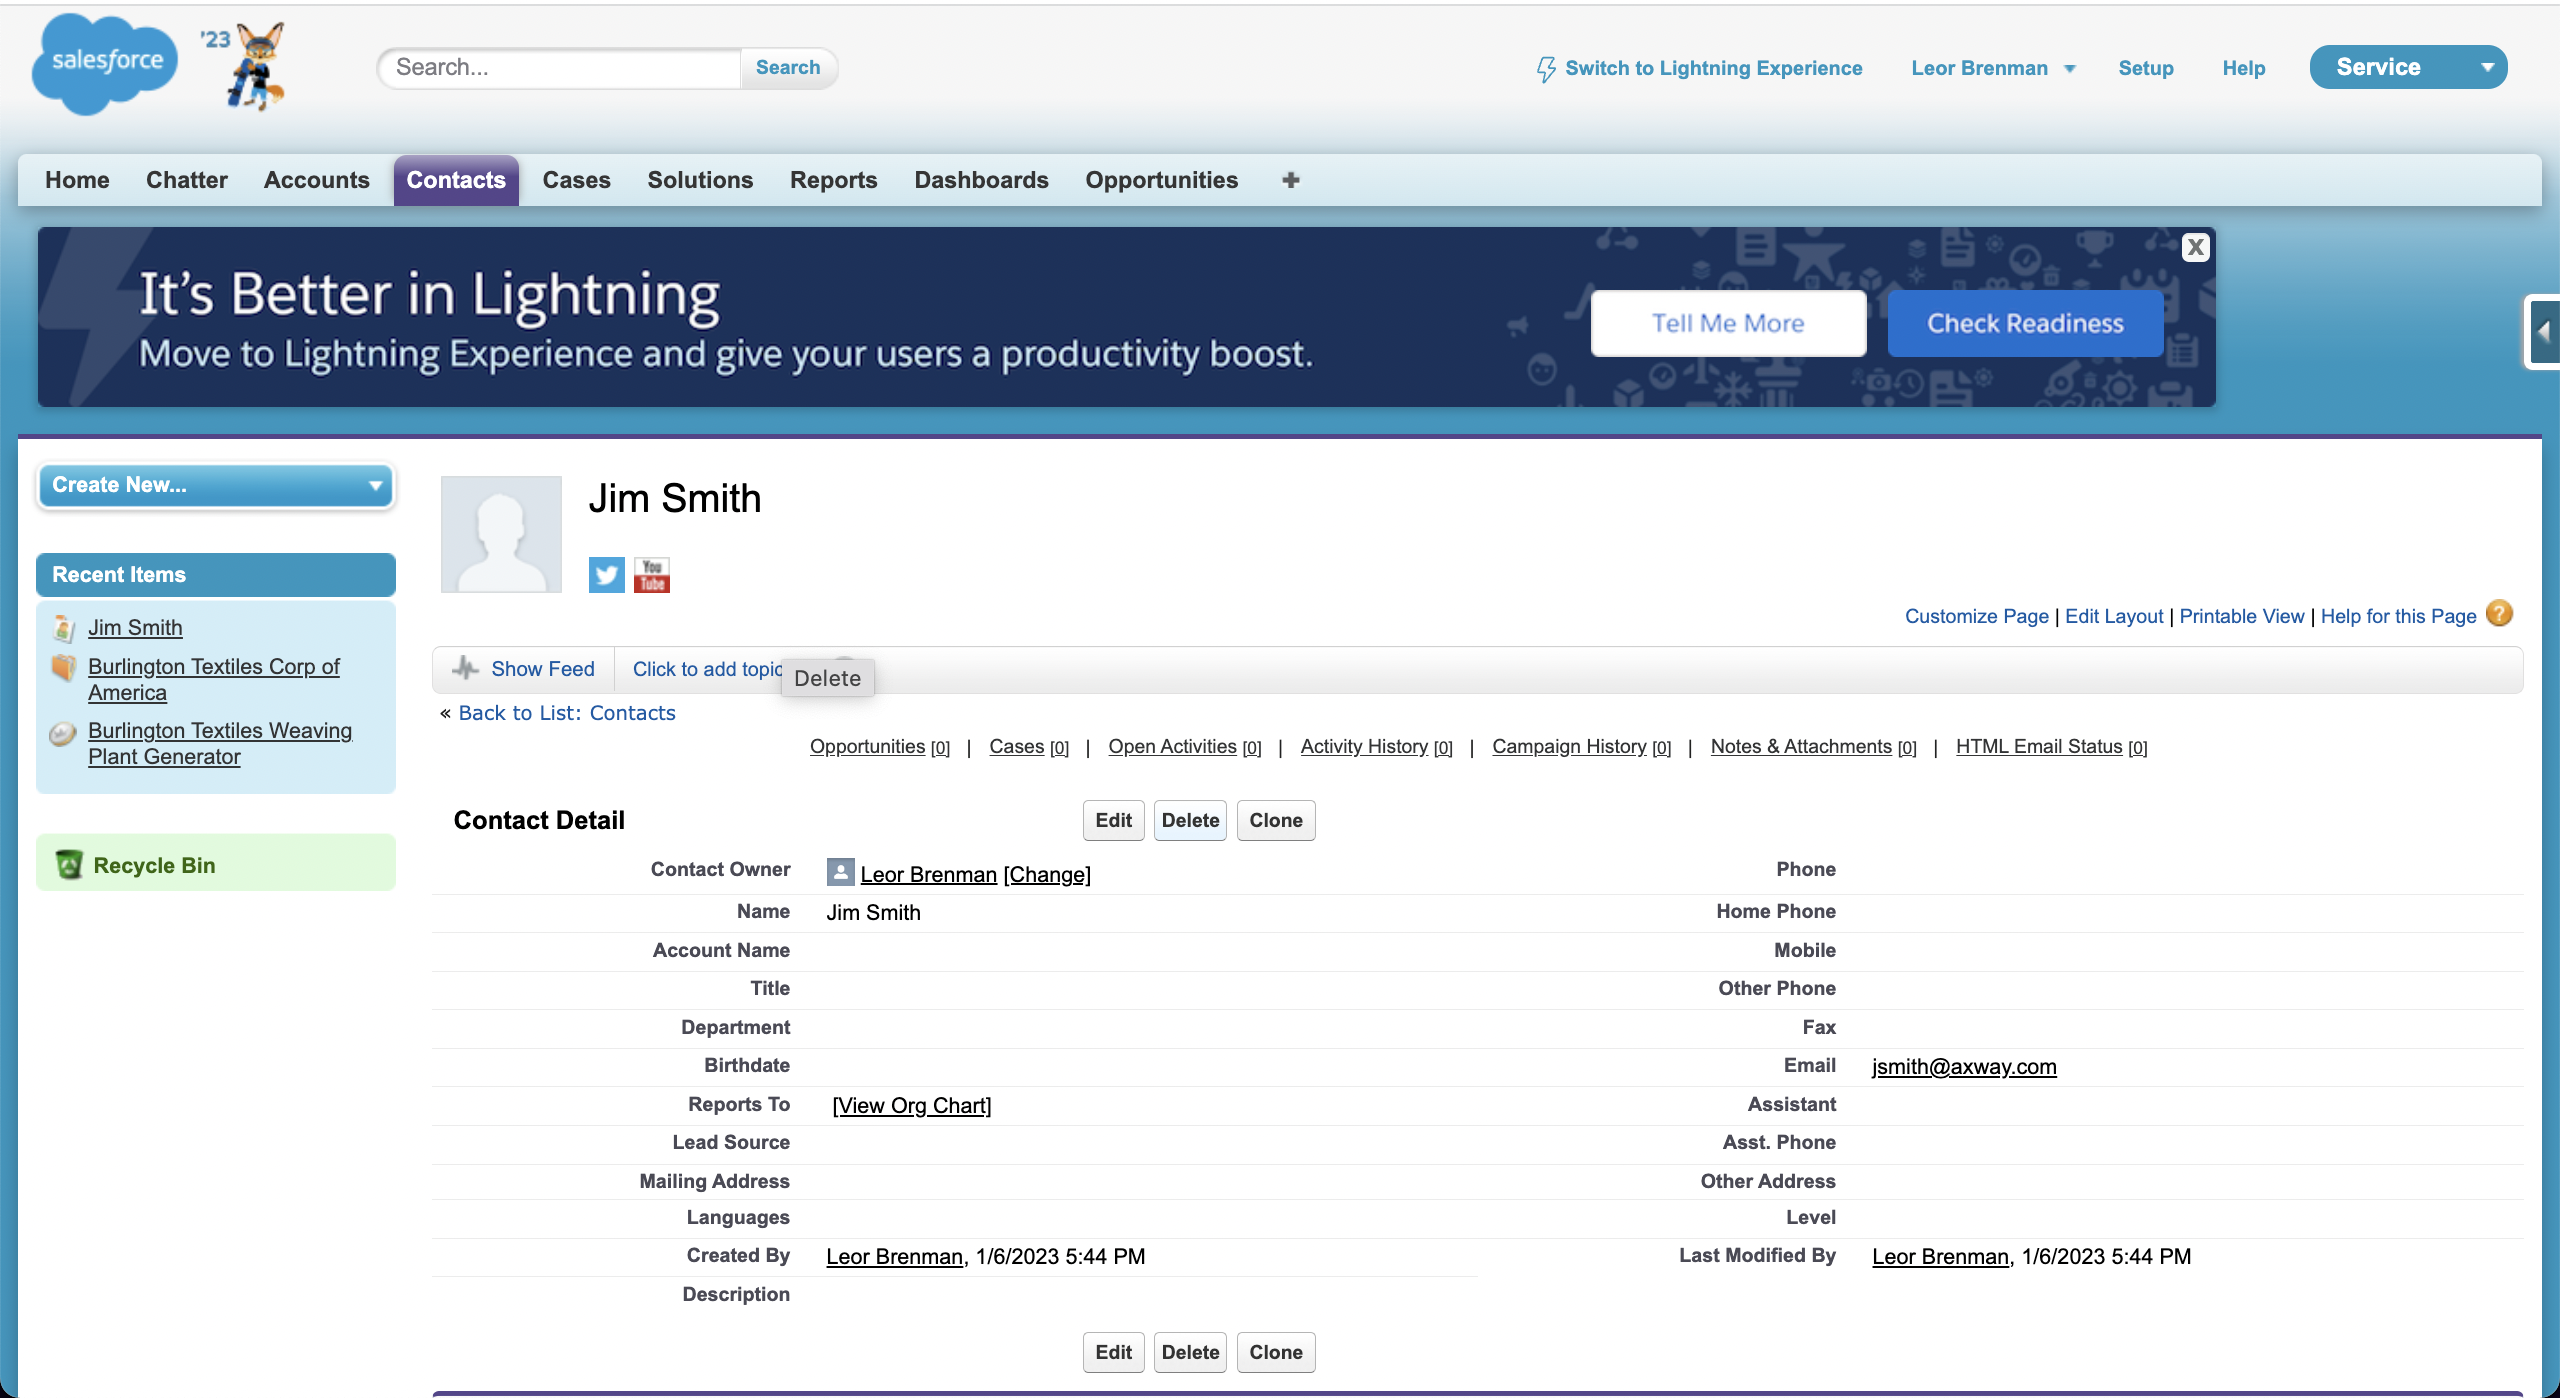 salesforce
'23
Search...
Search
Switch to Lightning Experience
Leor Brenman
Setup
Help
Service
Home
Chatter
Accounts
Contacts
Cases
Solutions
Reports
Dashboards
Opportunities
+
It's Better in Lightning
Move to Lightning Experience and give your users a productivity boost.
Tell Me More
Check Readiness
X
Create New...
Recent Items
Jim Smith
Burlington Textiles Corp of
America
Burlington Textiles Weaving
Plant Generator
Recycle Bin
Jim Smith
You
Tube
Customize Page | Edit Layout | Printable View | Help for this Page ?
Show Feed
Click to add topic
Delete
« Back to List: Contacts
Opportunities [0] | Cases [0] | Open Activities [0] | Activity History [0] | Campaign History [0] | Notes & Attachments [0] | HTML Email Status [0]
Contact Detail
Edit
Delete
Clone
Contact Owner Leor Brenman [Change]
Phone
Name Jim Smith
Home Phone
Account Name
Mobile
Title
Other Phone
Department
Fax
Birthdate
Email jsmith@axway.com
Reports To [View Org Chart]
Assistant
Lead Source
Asst. Phone
Mailing Address
Other Address
Languages
Level
Created By Leor Brenman, 1/6/2023 5:44 PM
Last Modified By Leor Brenman, 1/6/2023 5:44 PM
Description
Edit
Delete
Clone